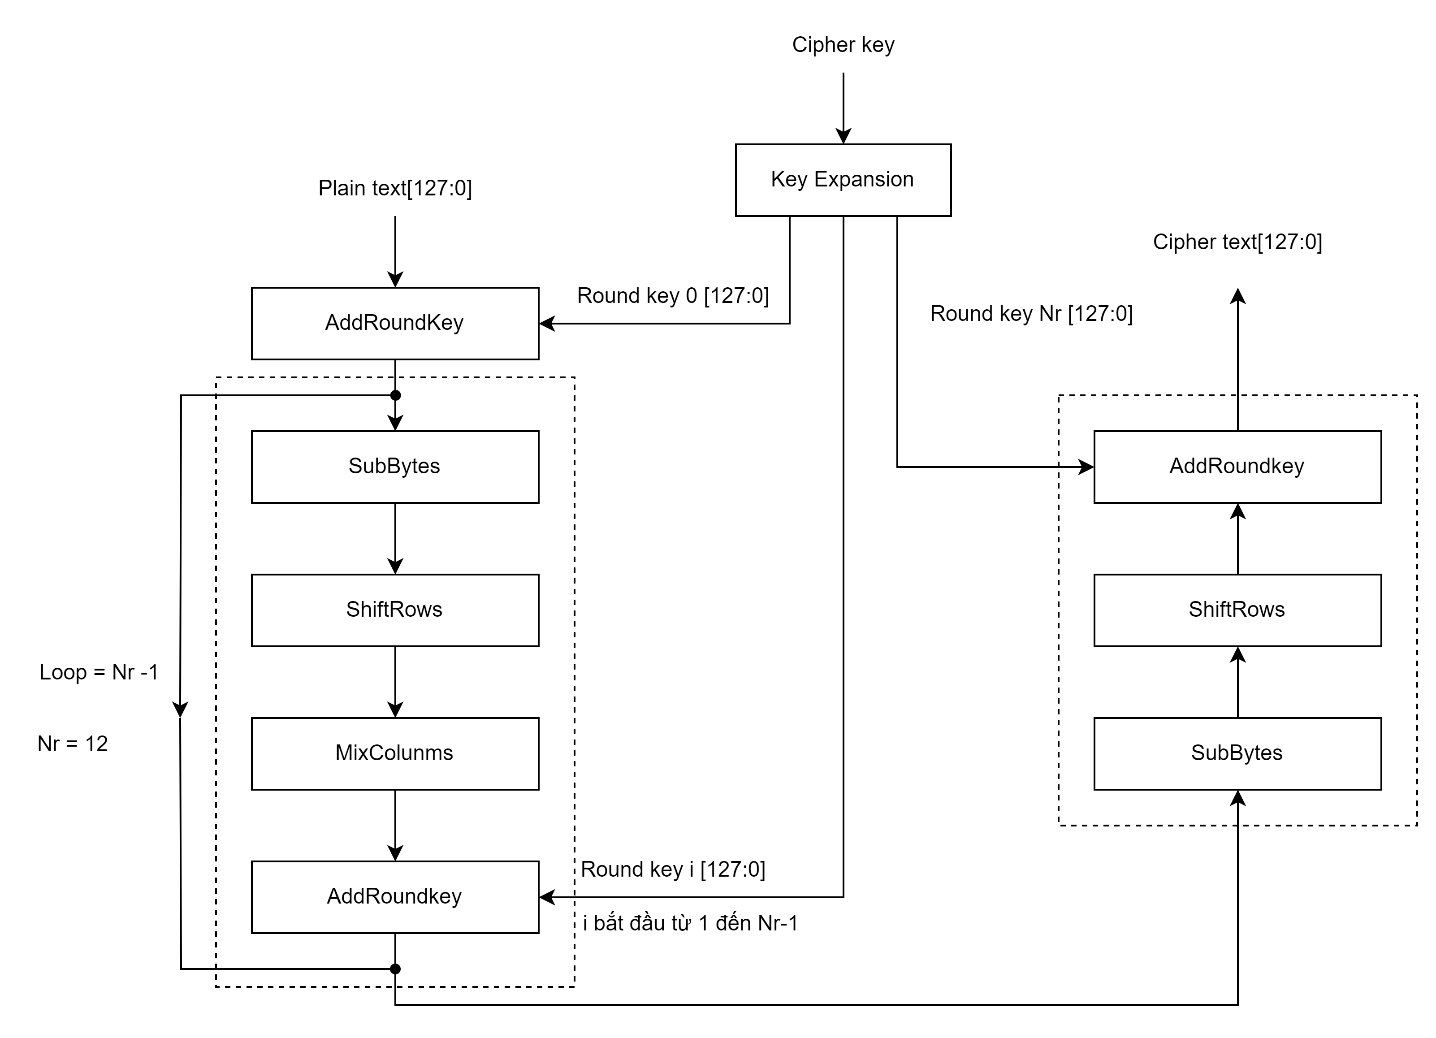 Cipher key
Key Expansion
Plain text[127:0]
Cipher text[127:0]
Round key 0 [127:0]
Round key Nr [127:0]
AddRoundKey
SubBytes
AddRoundkey
ShiftRows
ShiftRows
Loop = Nr -1
Nr = 12
MixColunms
SubBytes
Round key i [127:0]
AddRoundkey
i bắt đầu từ 1 đến Nr-1